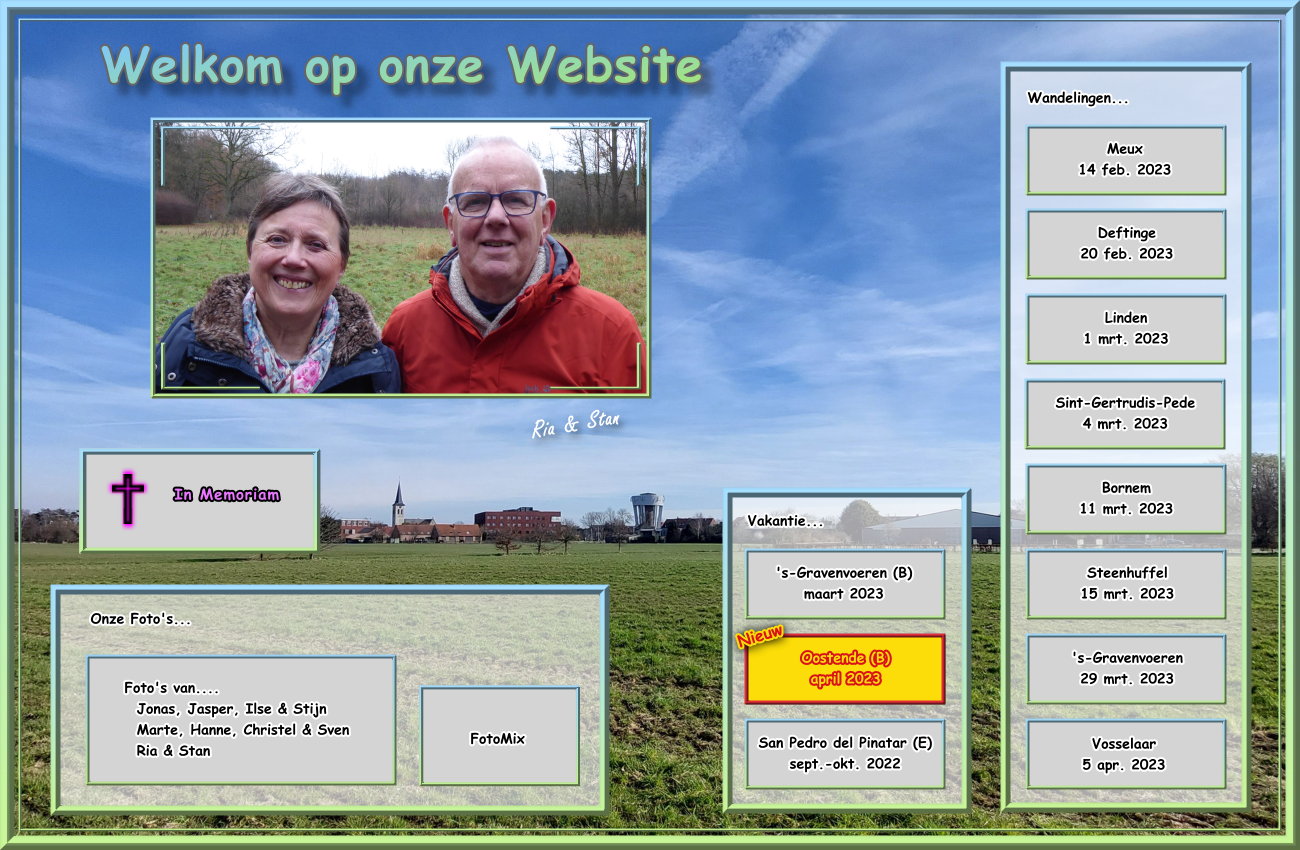 Welkom op onze Website
Ria & Stan
In Memoriam
Onze Foto's...
Foto's van....
Jonas, Jasper, Ilse & Stijn
Marte, Hanne, Christel & Sven
Ria & Stan
FotoMix
Vakantie...
's-Gravenvoeren (B)
maart 2023
Nieuw
Oostende (B)
april 2023
San Pedro del Pinatar (E)
sept.-okt. 2022
Wandelingen...
Meux
14 feb. 2023
Deftinge
20 feb. 2023
Linden
1 mrt. 2023
Sint-Gertrudis-Pede
4 mrt. 2023
Bornem
11 mrt. 2023
Steenhuffel
15 mrt. 2023
's-Gravenvoeren
29 mrt. 2023
Vosselaar
5 apr. 2023